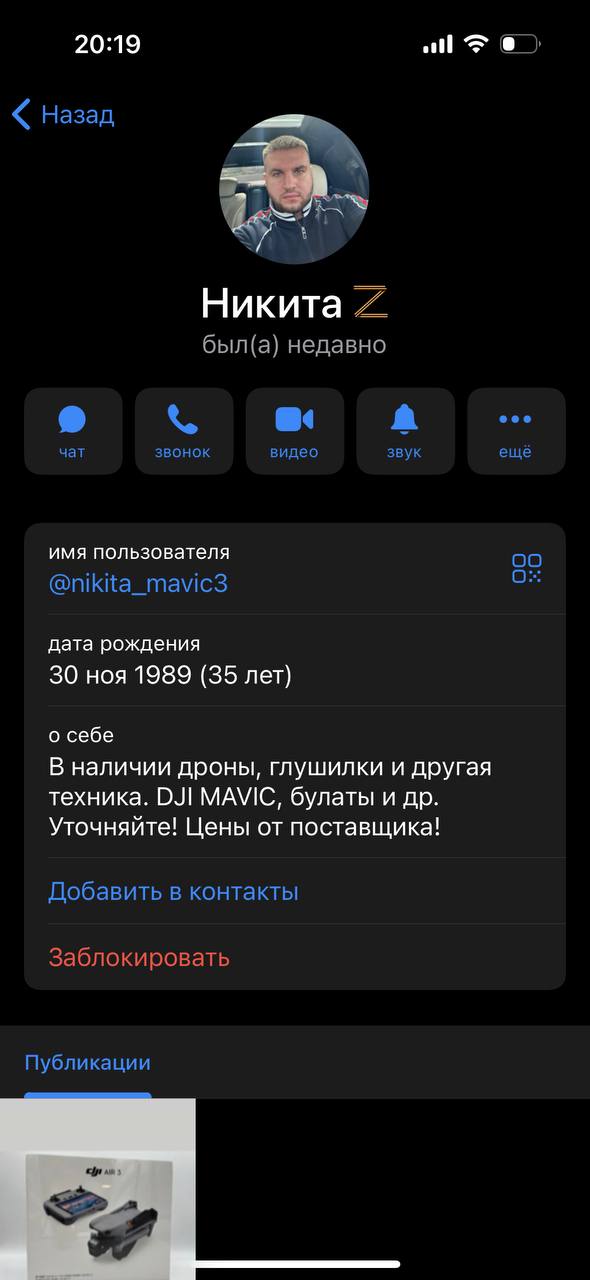 20:19
Назад
Никита Z
был(а) недавно
чат
звонок
видео
звук
ещё
имя пользователя
@nikita_mavic3
дата рождения
30 ноя 1989 (35 лет)
о себе
В наличии дроны, глушилки и другая
техника. DJI MAVIC, булаты и др.
Уточняйте! Цены от поставщика!
Добавить в контакты
Заблокировать
Публикации
dji AIR 3